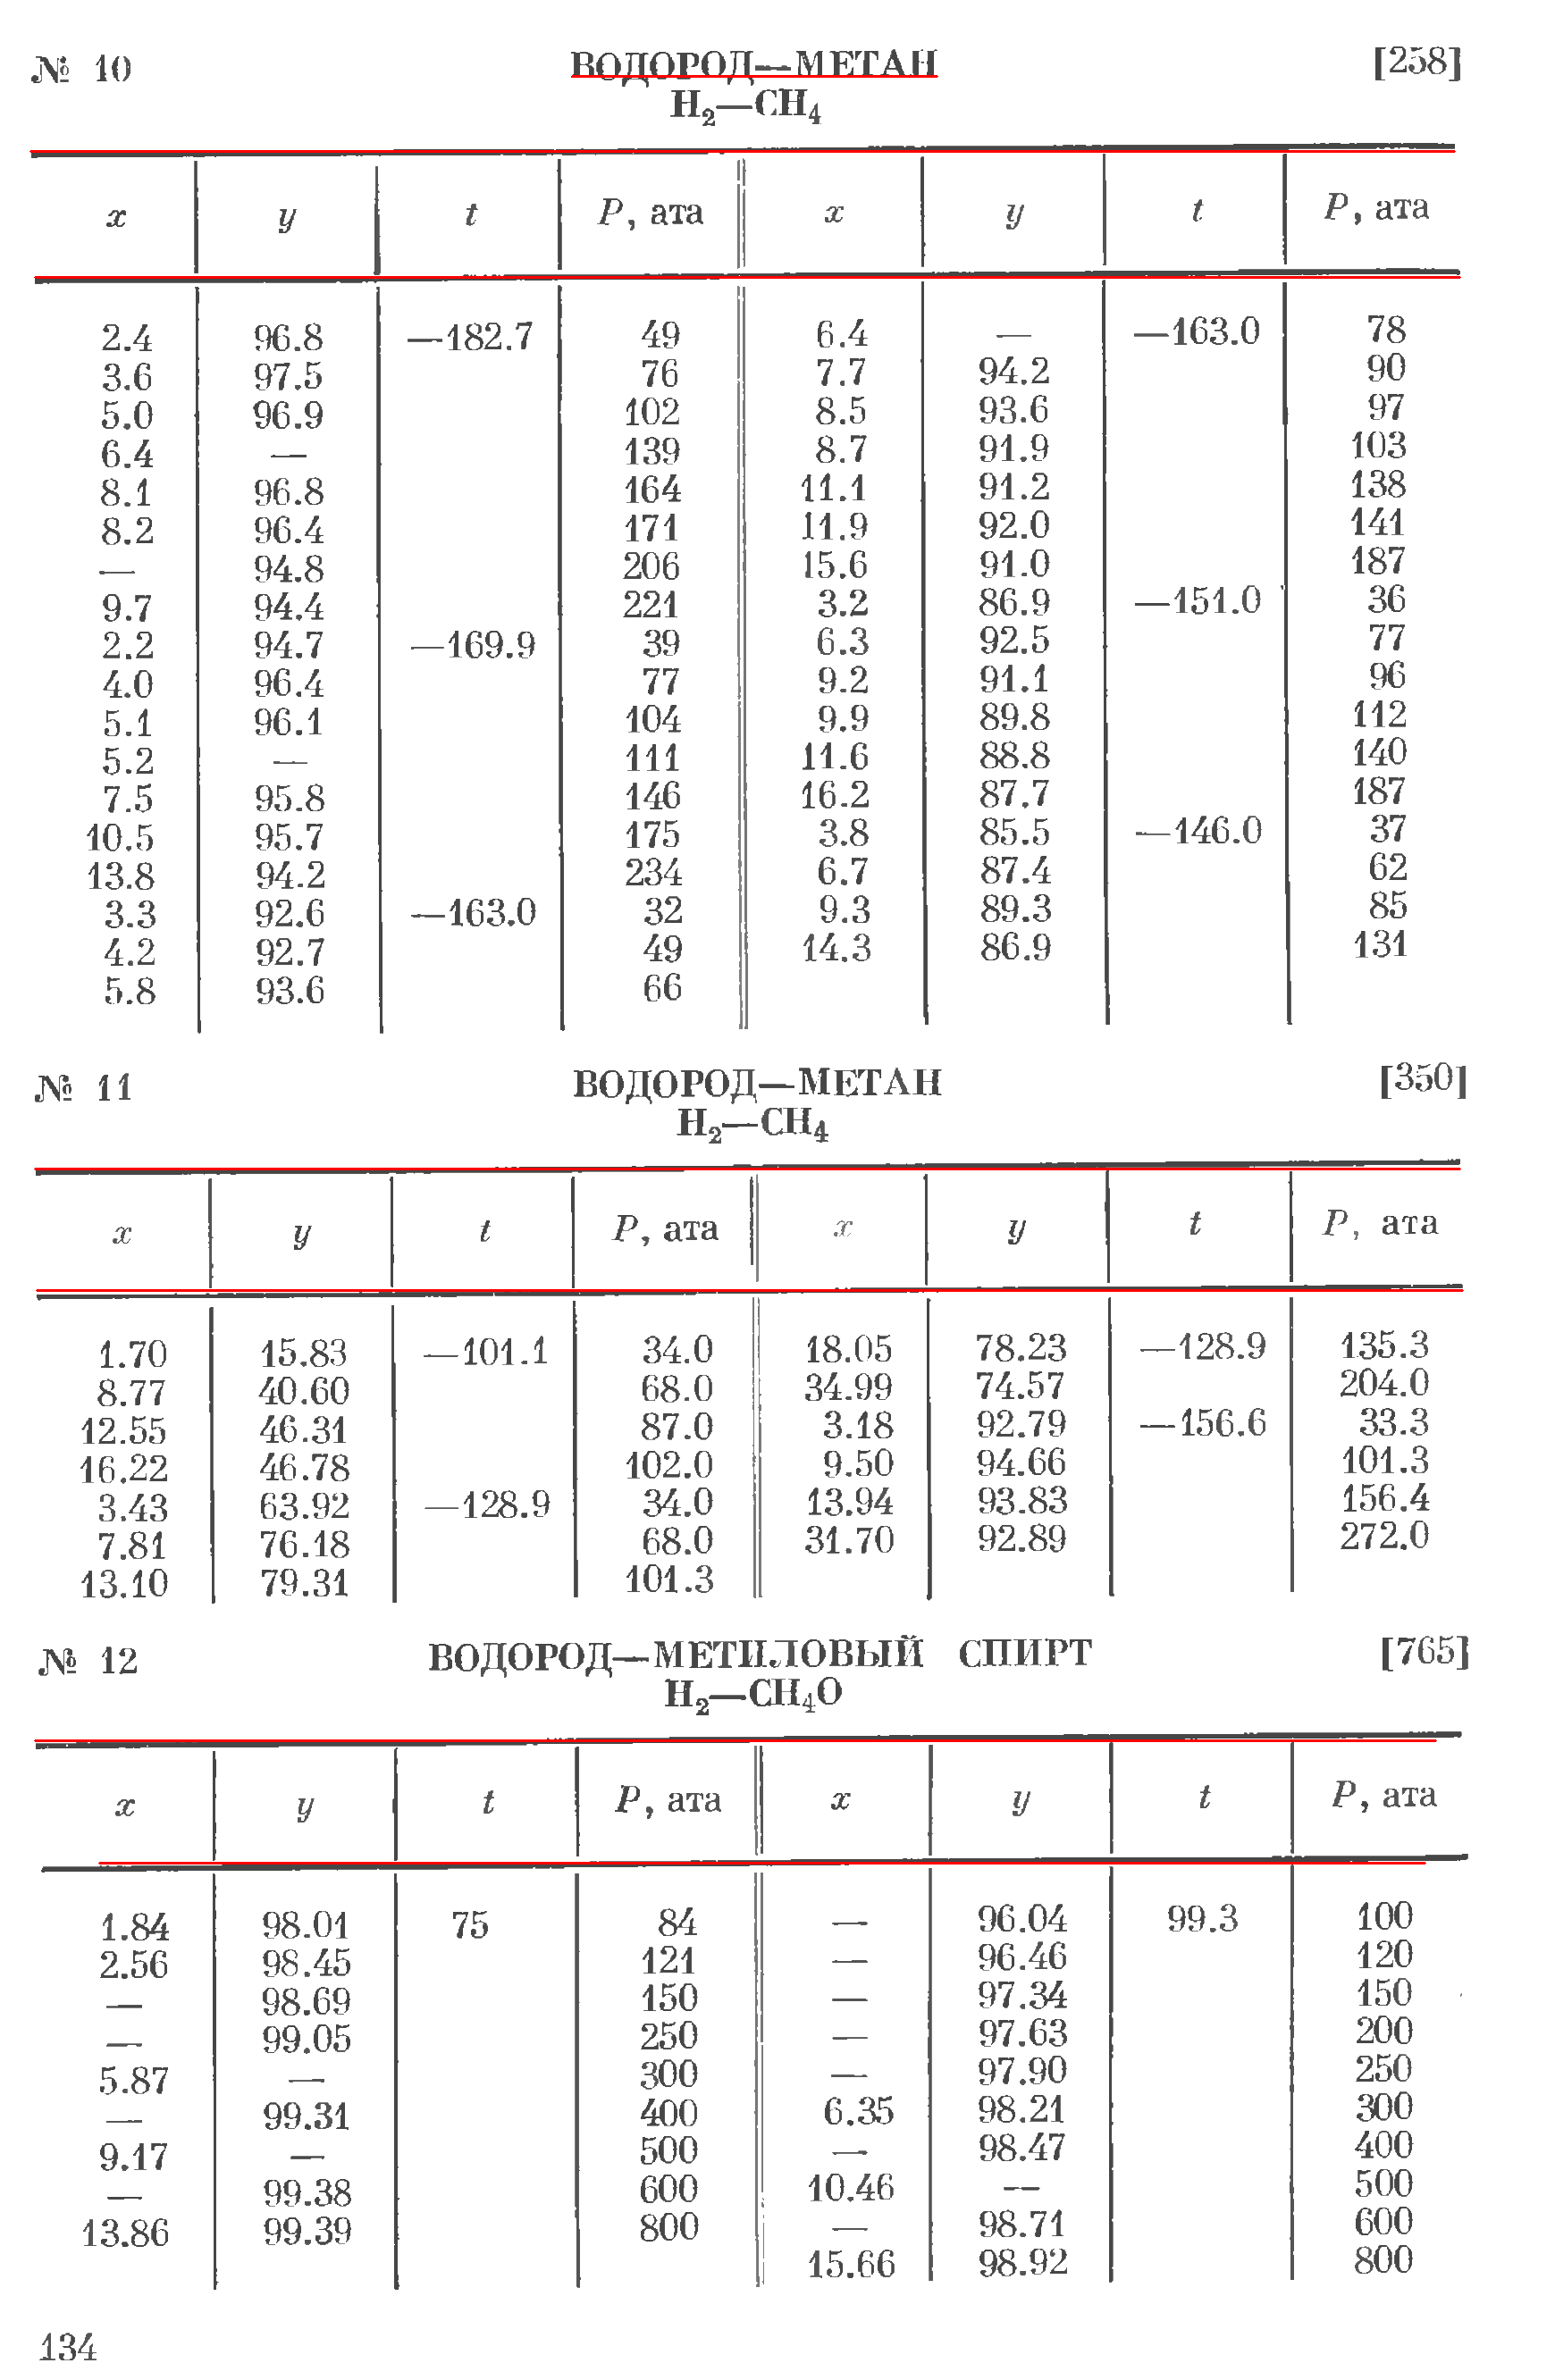 № 10 ВОДОРОД—МЕТАН [258]
H₂—CH₄
x y t P, ата x y t P, ата
2.4 96.8 —182.7 49 6.4 — —163.0 78
3.6 97.5 76 7.7 94.2 90
5.0 96.9 102 8.5 93.6 97
6.4 — 139 8.7 91.9 103
8.1 96.8 164 11.1 91.2 138
8.2 96.4 171 11.9 92.0 141
— 94.8 206 15.6 91.0 187
9.7 94.4 221 3.2 86.9 —151.0 36
2.2 94.7 —169.9 39 6.3 92.5 77
4.0 96.4 77 9.2 91.1 96
5.1 96.1 104 9.9 89.8 112
5.2 — 111 11.6 88.8 140
7.5 95.8 146 16.2 87.7 187
10.5 95.7 175 3.8 85.5 —146.0 37
13.8 94.2 234 6.7 87.4 62
3.3 92.6 —163.0 32 9.3 89.3 85
4.2 92.7 49 14.3 86.9 131
5.8 93.6 66
№ 11 ВОДОРОД—МЕТАН [350]
H₂—CH₄
x y t P, ата x y t P, ата
1.70 15.83 —101.1 34.0 18.05 78.23 —128.9 135.3
8.77 40.60 68.0 34.99 74.57 204.0
12.55 46.31 87.0 3.18 92.79 —156.6 33.3
16.22 46.78 102.0 9.50 94.66 101.3
3.43 63.92 —128.9 34.0 13.94 93.83 156.4
7.81 76.18 68.0 31.70 92.89 272.0
13.10 79.31 101.3
№ 12 ВОДОРОД—МЕТИЛОВЫЙ СПИРТ [765]
H₂—CH₄O
x y t P, ата x y t P, ата
1.84 98.01 75 84 — 96.04 99.3 100
2.56 98.45 121 — 96.46 120
— 98.69 150 — 97.34 150
— 99.05 250 — 97.63 200
5.87 — 300 — 97.90 250
— 99.31 400 6.35 98.21 300
9.17 — 500 — 98.47 400
— 99.38 600 10.46 — 500
13.86 99.39 800 — 98.71 600
15.66 98.92 800
134